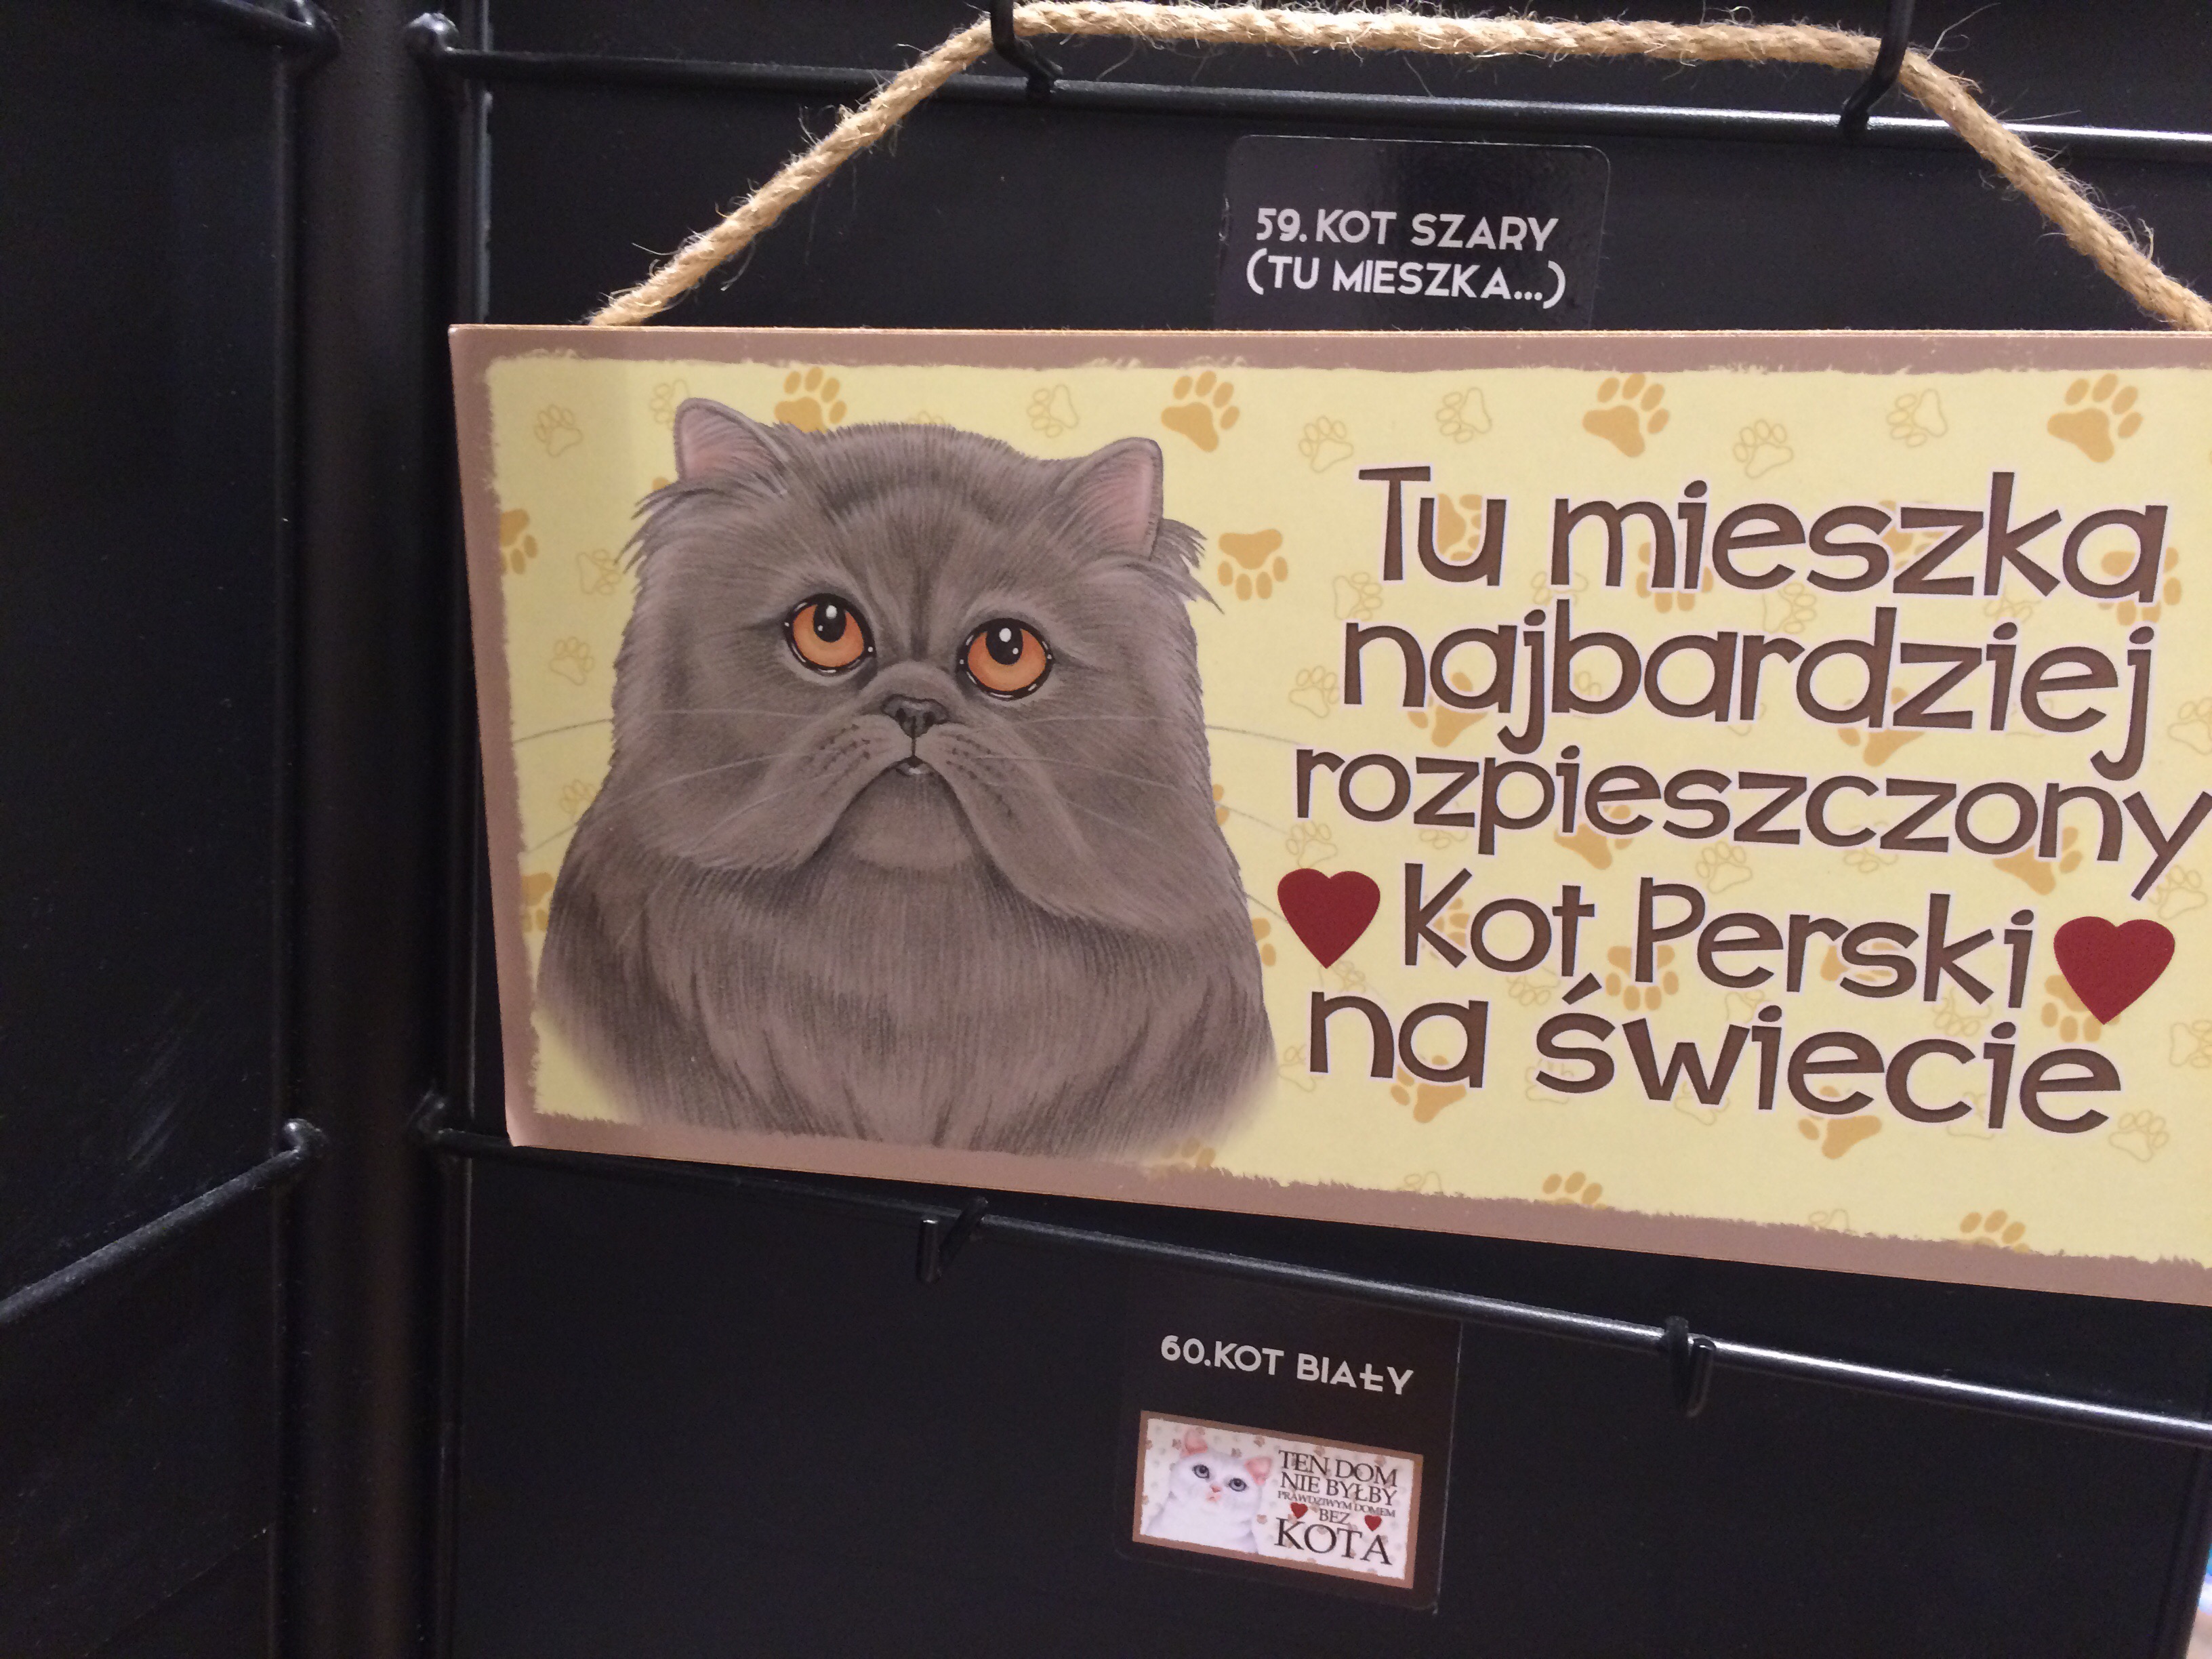 59. KOT SZARY
(TU MIESZKA...)
Tu mieszka
najbardziej
rozpieszczony
Kot Perski
na świecie
60.KOT BIAŁY
TEN DOM
NIE BYŁBY
PRAWDZIWYM DOMEM
BEZ
KOTA